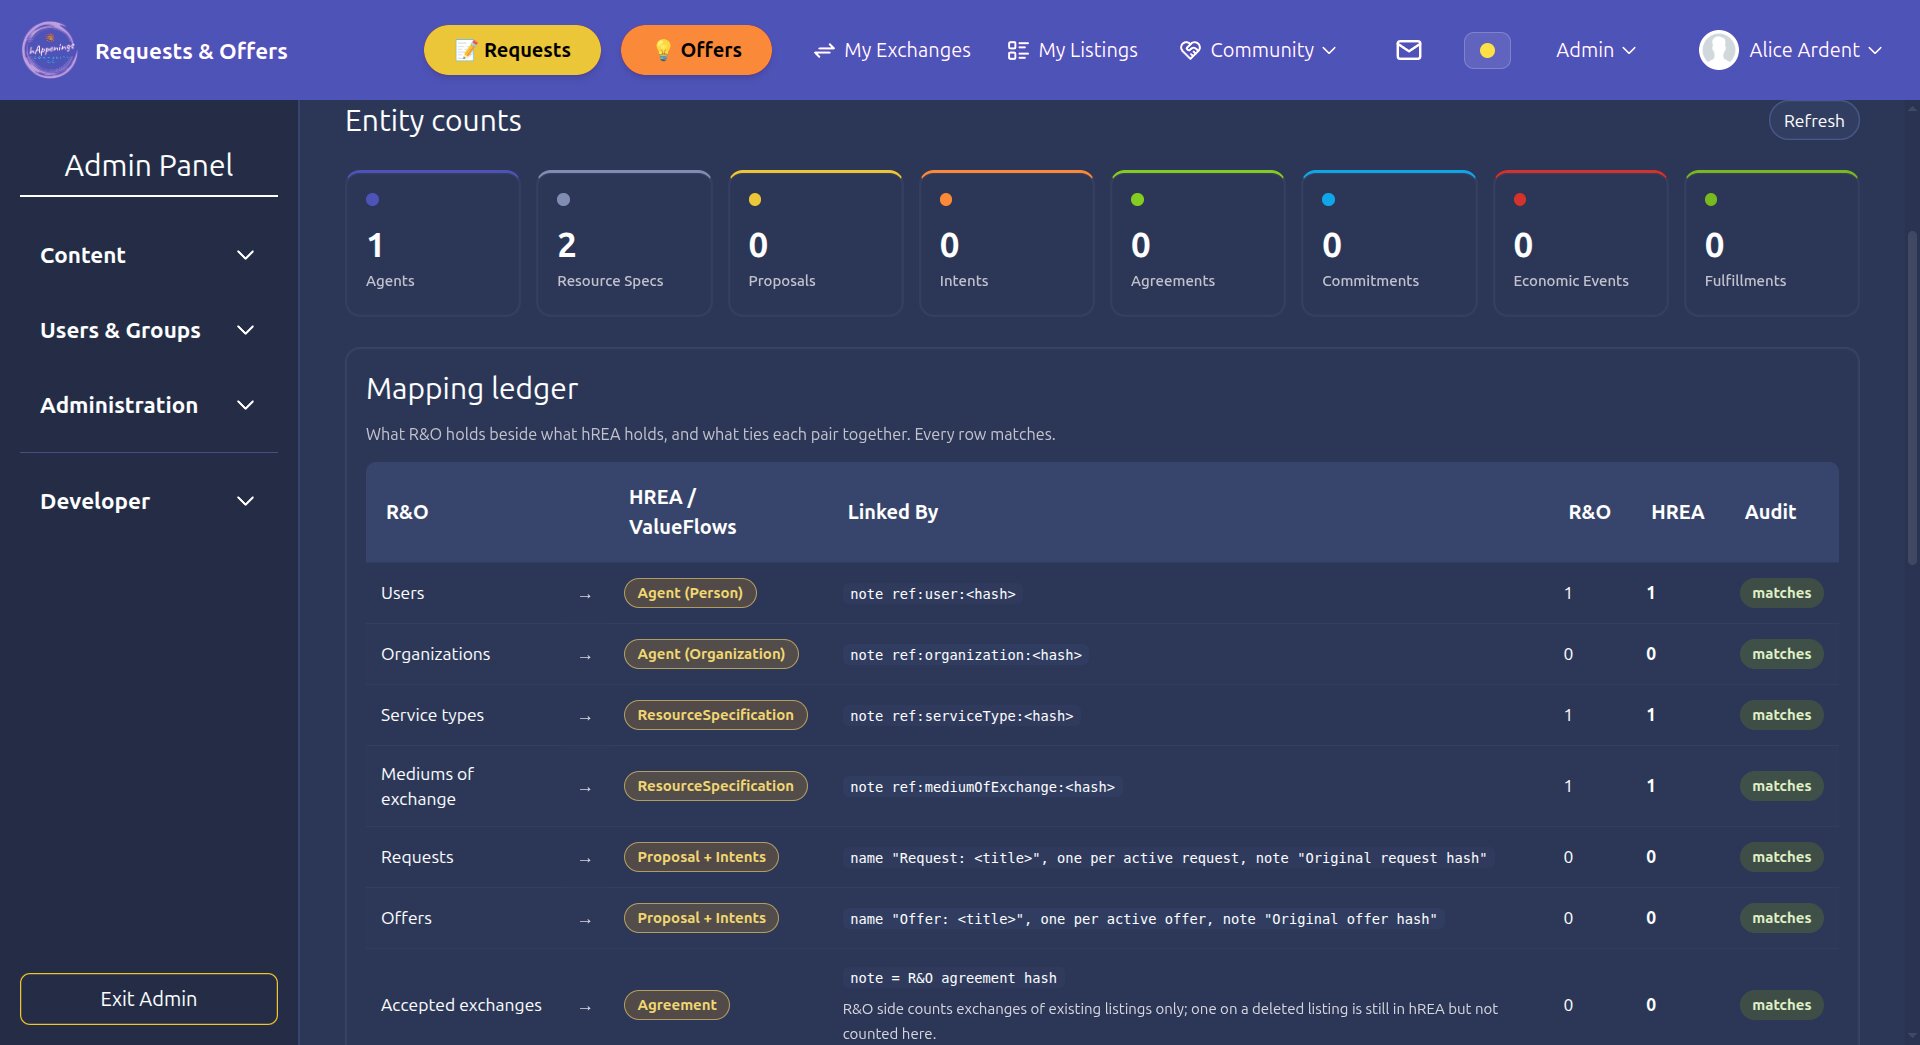 hAppenings
Requests & Offers
📝 Requests
💡 Offers
My Exchanges
My Listings
Community
Admin
Alice Ardent
Admin Panel
Content
Users & Groups
Administration
Developer
Exit Admin
Entity counts
Refresh
1
Agents
2
Resource Specs
0
Proposals
0
Intents
0
Agreements
0
Commitments
0
Economic Events
0
Fulfillments
Mapping ledger
What R&O holds beside what hREA holds, and what ties each pair together. Every row matches.
R&O
HREA /
ValueFlows
Linked By
R&O
HREA
Audit
Users → Agent (Person) note ref:user:<hash> 1 1 matches
Organizations → Agent (Organization) note ref:organization:<hash> 0 0 matches
Service types → ResourceSpecification note ref:serviceType:<hash> 1 1 matches
Mediums of
exchange → ResourceSpecification note ref:mediumOfExchange:<hash> 1 1 matches
Requests → Proposal + Intents name "Request: <title>", one per active request, note "Original request hash" 0 0 matches
Offers → Proposal + Intents name "Offer: <title>", one per active offer, note "Original offer hash" 0 0 matches
Accepted exchanges → Agreement
note = R&O agreement hash
R&O side counts exchanges of existing listings only; one on a deleted listing is still in hREA but not
counted here.
0 0 matches